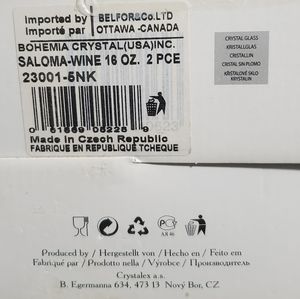 Imported by
Importé par
BELFOR&Co.LTD
OTTAWA -CANADA
BOHEMIA CRYSTAL(USA)INC.
SALOMA-WINE 16 OZ. 2 PCE
23001-5NK
Made in Czech Republic
FABRIQUE EN REPUBLIQUE TCHEQUE
CRYSTAL GLASS
KRISTALLGLAS
CRISTALLIN
CRISTAL SIN PLOMO
KŘIŠŤÁLOVÉ SKLO
KRYSTALIN
PC
AЯ 46
Produced by / Hergestellt von / Hecho en / Feito em
Fabriqué par / Prodotto nella / Výrobce / Производитель
Crystalex a.s.
B. Egermanna 634, 473 13 Nový Bor, CZ